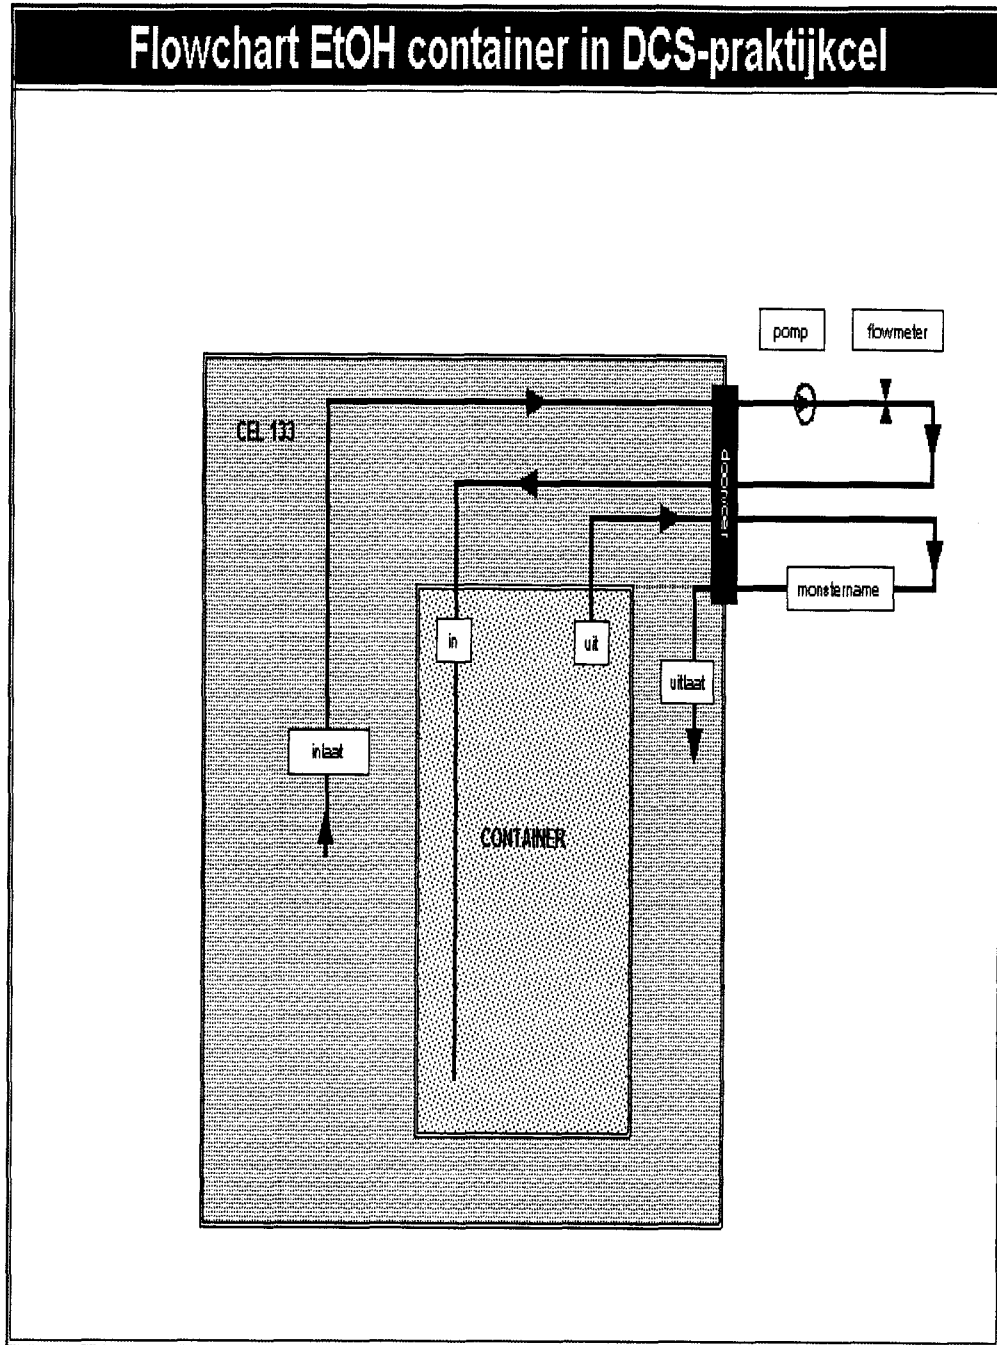 Flowchart EtOH container in DCS-praktijkcel
pomp
flowmeter
CEL 133
doorvoer
monstername
in
uit
uitlaat
inlaat
CONTAINER